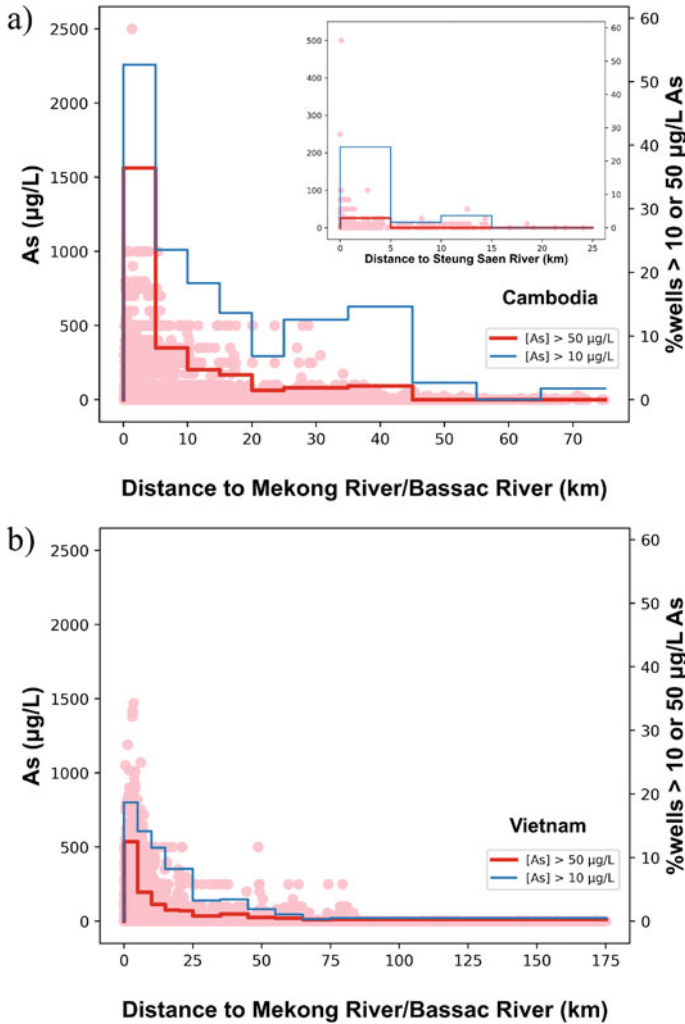 a)
2500
2000
1500
1000
500
0
As (µg/L)
60
50
40
30
20
10
0
%wells > 10 or 50 µg/L As
500
400
300
200
100
0
60
50
40
30
20
10
0
0 5 10 15 20 25
Distance to Steung Saen River (km)
Cambodia
[As] > 50 µg/L
[As] > 10 µg/L
0 10 20 30 40 50 60 70
Distance to Mekong River/Bassac River (km)
b)
2500
2000
1500
1000
500
0
As (µg/L)
60
50
40
30
20
10
0
%wells > 10 or 50 µg/L As
Vietnam
[As] > 50 µg/L
[As] > 10 µg/L
0 25 50 75 100 125 150 175
Distance to Mekong River/Bassac River (km)